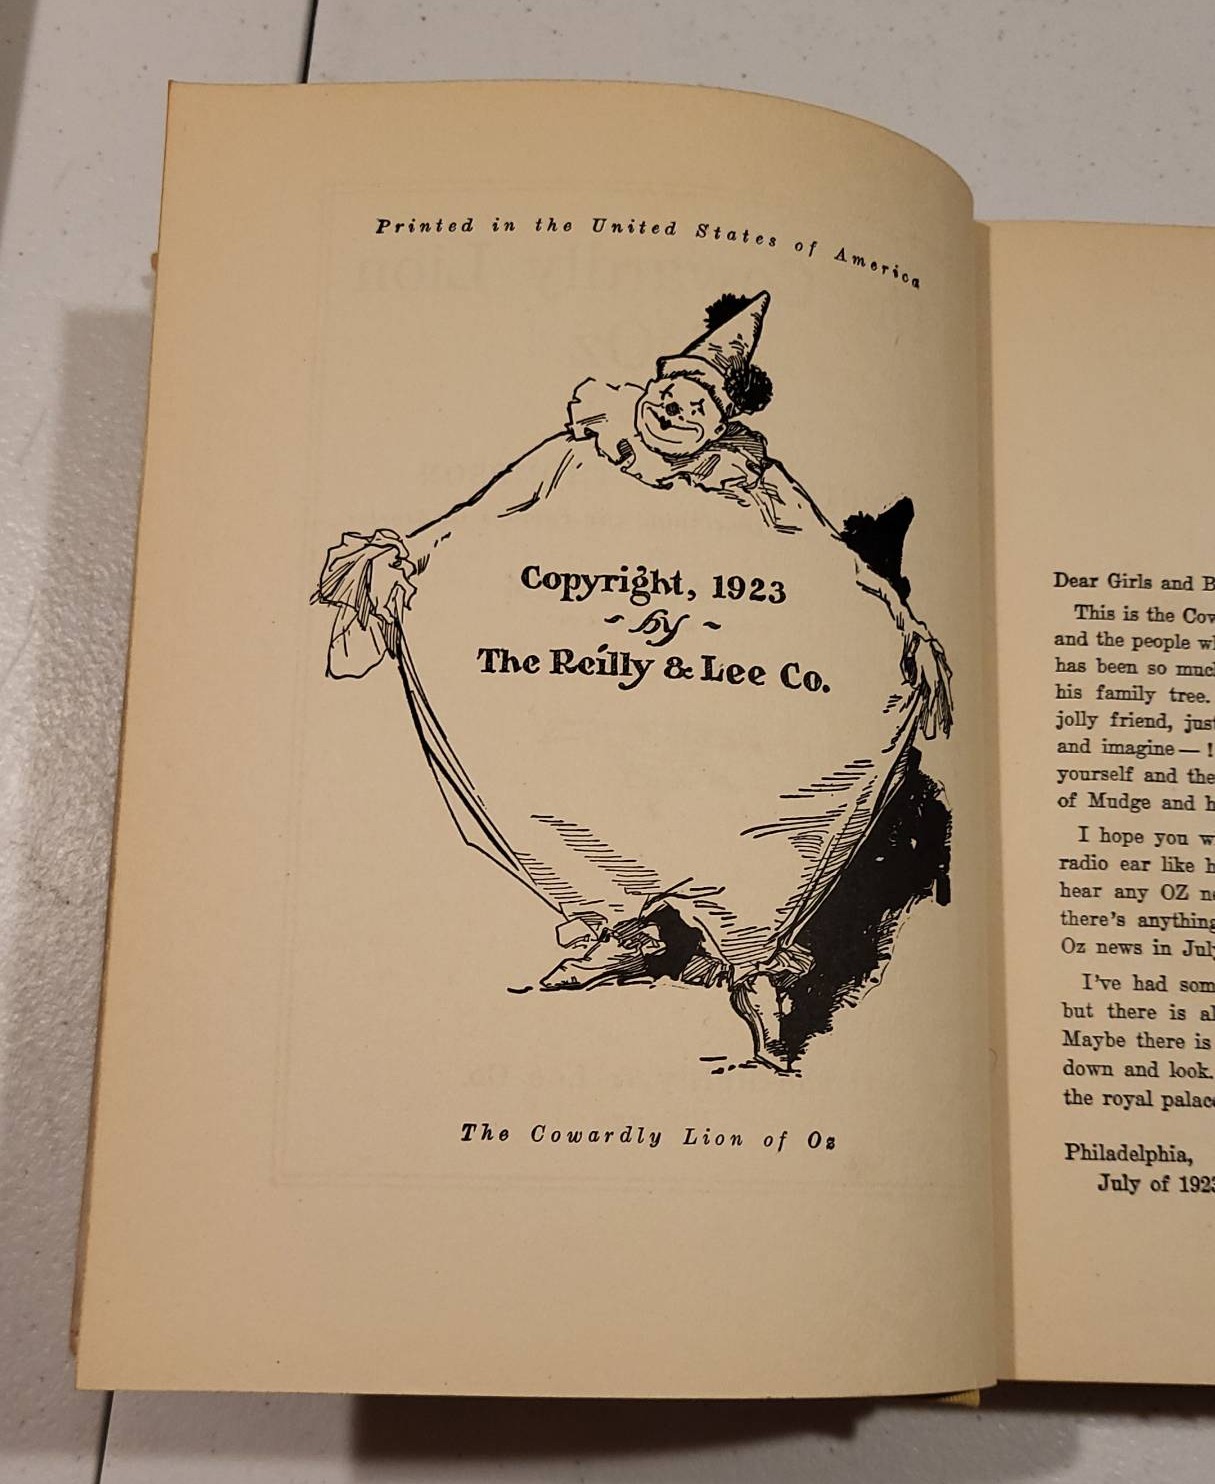 Printed in the United States of America
Copyright, 1923
- by ~
The Reilly & Lee Co.
The Cowardly Lion of Oz
Dear Girls and
This is the
and the people
has been so
his family tree.
jolly friend,
and imagine — !
yourself and the
of Mudge and
I hope you
radio ear like
hear any OZ
there's anything
Oz news in
I've had
but there is
Maybe there is
down and look.
the royal
Philadelphia,
July of 1923